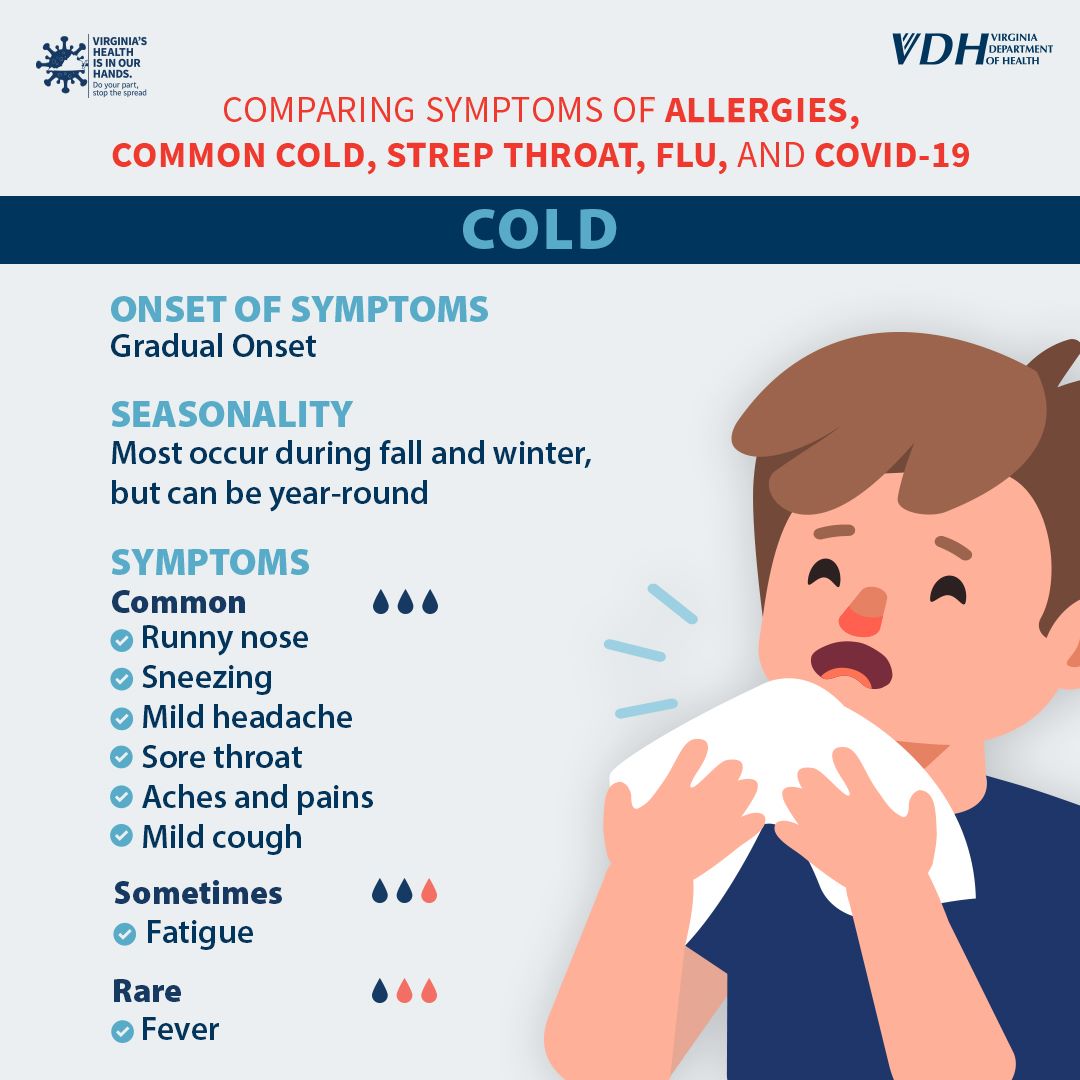 VIRGINIA'S
HEALTH
IS IN OUR
HANDS.
Do your part,
stop the spread
VDH VIRGINIA
DEPARTMENT
OF HEALTH
COMPARING SYMPTOMS OF ALLERGIES,
COMMON COLD, STREP THROAT, FLU, AND COVID-19
COLD
ONSET OF SYMPTOMS
Gradual Onset
SEASONALITY
Most occur during fall and winter,
but can be year-round
SYMPTOMS
Common
Runny nose
Sneezing
Mild headache
Sore throat
Aches and pains
Mild cough
Sometimes
Fatigue
Rare
Fever